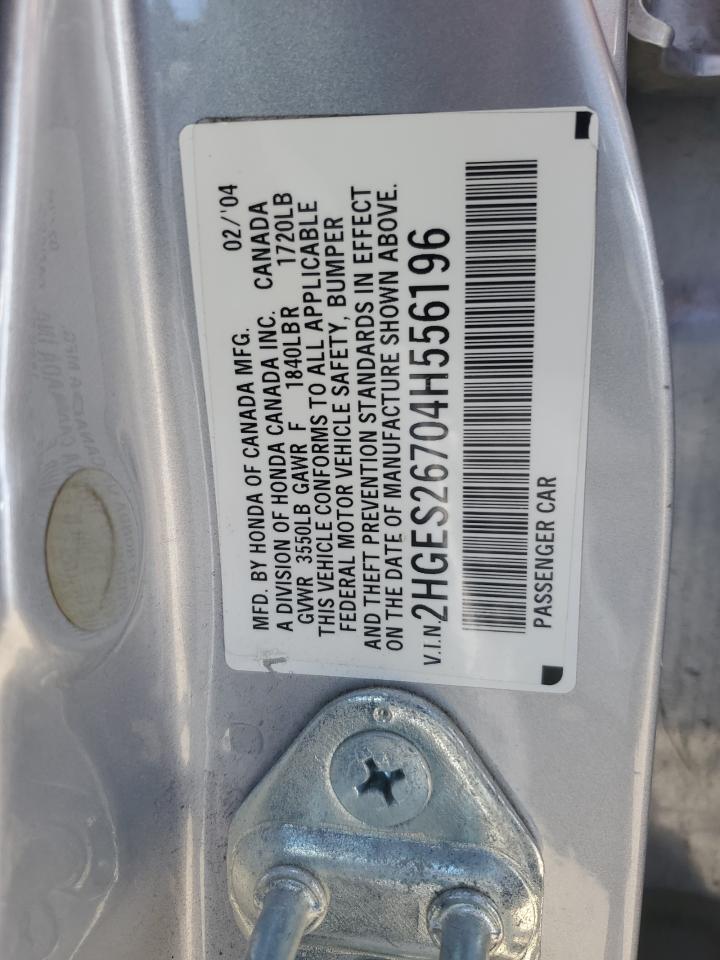 MFD. BY HONDA OF CANADA MFG. 02/'04
A DIVISION OF HONDA CANADA INC. CANADA
GVWR 3550LB GAWR F 1840LBR 1720LB
THIS VEHICLE CONFORMS TO ALL APPLICABLE
FEDERAL MOTOR VEHICLE SAFETY, BUMPER
AND THEFT PREVENTION STANDARDS IN EFFECT
ON THE DATE OF MANUFACTURE SHOWN ABOVE.
V.I.N. 2HGES26704H556196
PASSENGER CAR